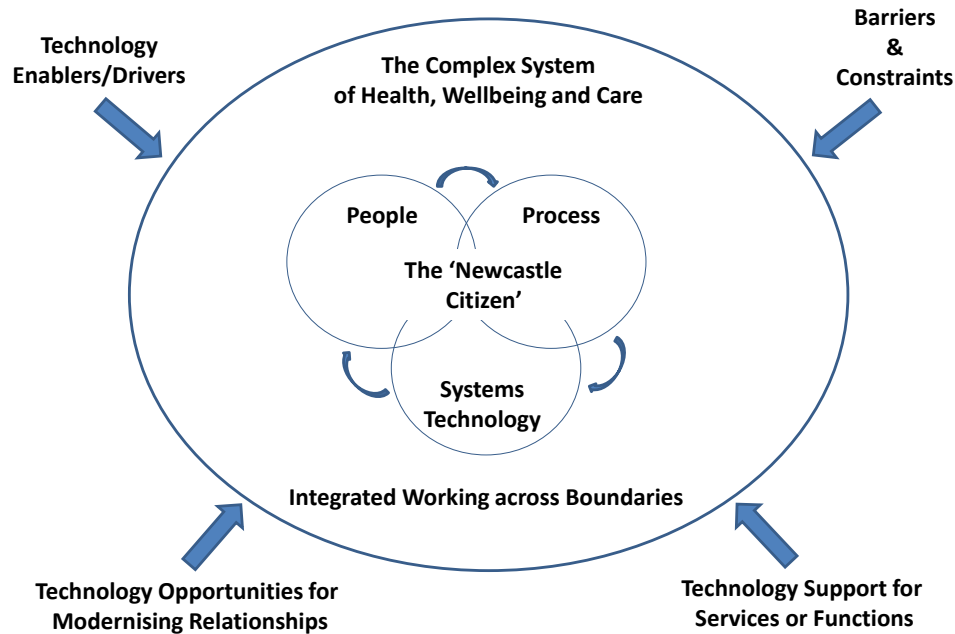 Technology
Enablers/Drivers
Barriers
&
Constraints
The Complex System
of Health, Wellbeing and Care
People
Process
The ‘Newcastle
Citizen’
Systems
Technology
Integrated Working across Boundaries
Technology Opportunities for
Modernising Relationships
Technology Support for
Services or Functions